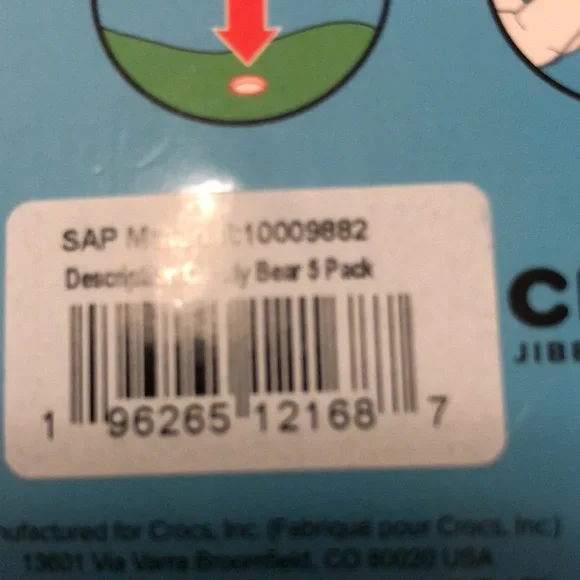 SAP :10009882
Bear 5 Pack
1 96265 12168 7
JIB
for Crocs, Inc. (Fabriqué pour Crocs, Inc.)
13601 Via Varra Broomfield, CO 80020 USA